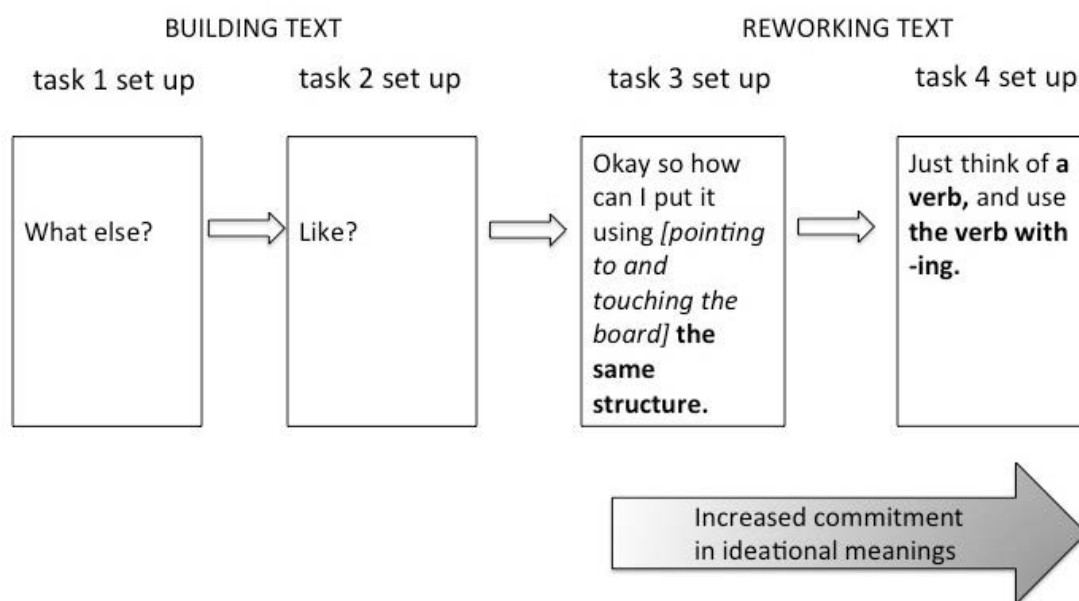 BUILDING TEXT
REWORKING TEXT
task 1 set up
task 2 set up
task 3 set up
task 4 set up
What else?
Like?
Okay so how
can I put it
using [pointing
to and
touching the
board] the
same
structure.
Just think of a
verb, and use
the verb with
-ing.
Increased commitment
in ideational meanings